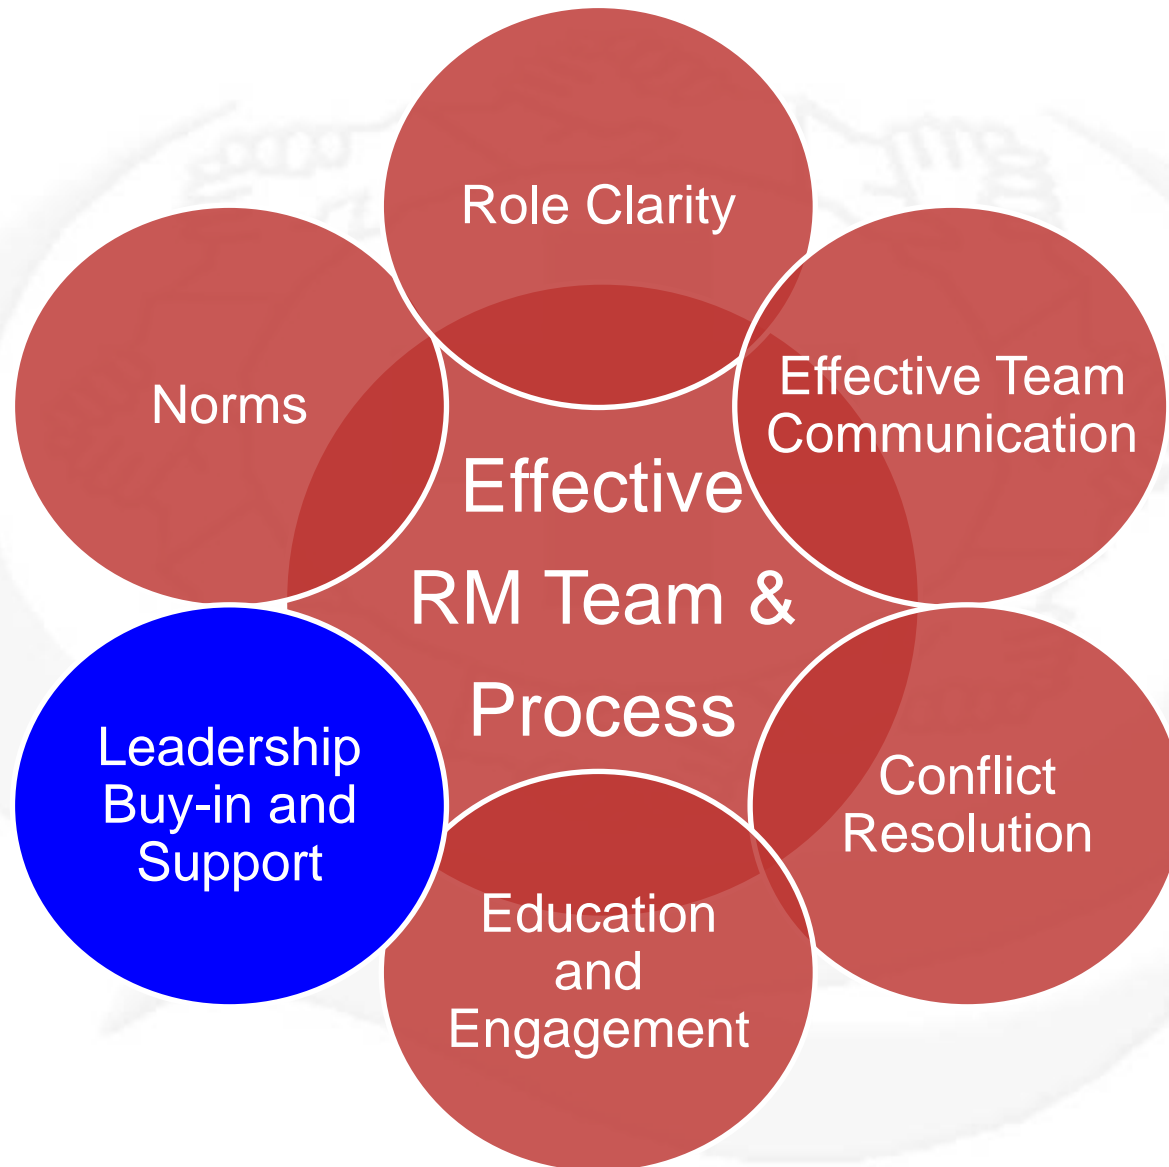 Role Clarity
Norms
Effective Team
Communication
Effective
RM Team &
Process
Leadership
Buy-in and
Support
Conflict
Resolution
Education
and
Engagement